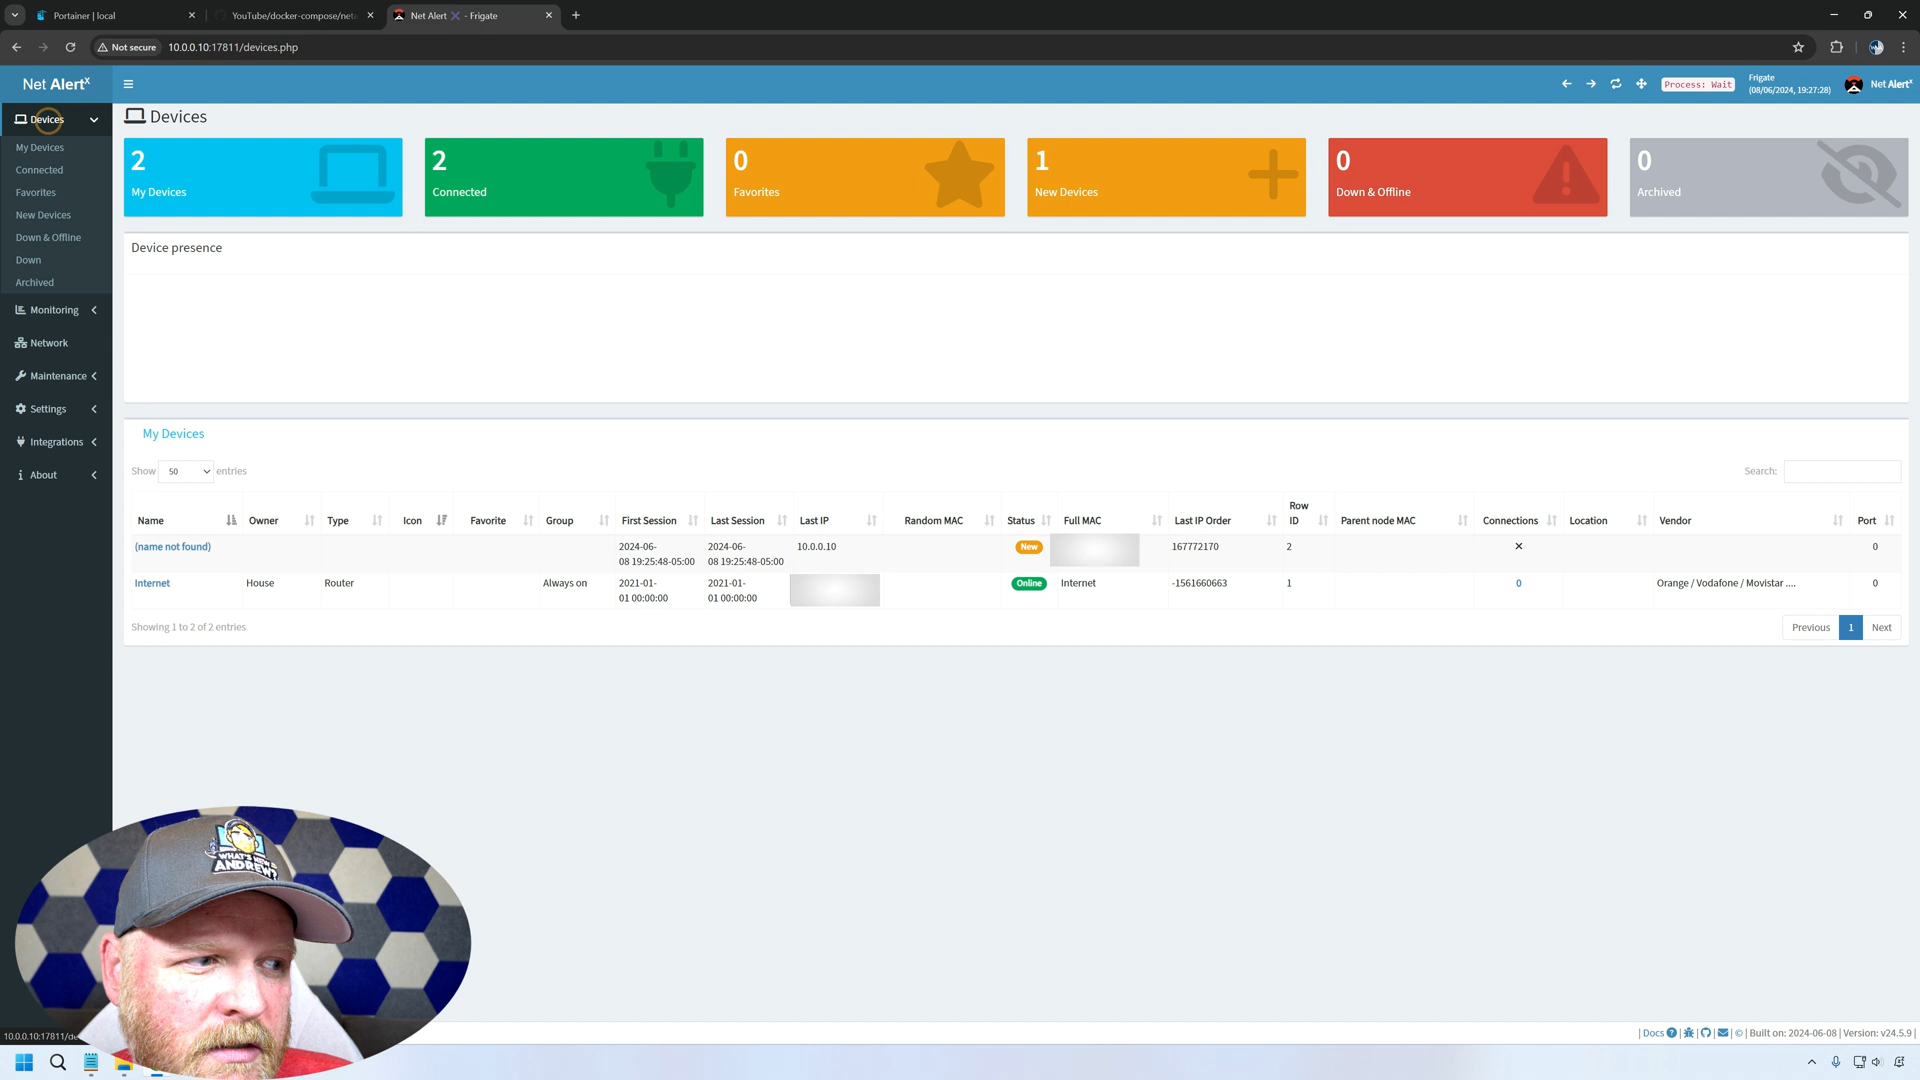 Portainer | local
YouTube/docker-compose/neta
Net Alert X - Frigate
Not secure
10.0.0.10:17811/devices.php
Net Alertx
Process: Wait
Frigate
(08/06/2024, 19:27:28)
Net Alertx
Devices
My Devices
Connected
Favorites
New Devices
Down & Offline
Down
Archived
Monitoring
Network
Maintenance
Settings
Integrations
About
Devices
2
My Devices
2
Connected
0
Favorites
1
New Devices
0
Down & Offline
0
Archived
Device presence
My Devices
Show 50 entries
Search:
Name Owner Type Icon Favorite Group First Session Last Session Last IP Random MAC Status Full MAC Last IP Order Row ID Parent node MAC Connections Location Vendor Port
(name not found) 2024-06-08 19:25:48-05:00 2024-06-08 19:25:48-05:00 10.0.0.10 New 167772170 2 0
Internet House Router Always on 2021-01-01 00:00:00 2021-01-01 00:00:00 Online Internet -1561660663 1 0 Orange / Vodafone / Movistar .... 0
Showing 1 to 2 of 2 entries
Previous 1 Next
WHAT'S NEW
ANDREW?
10.0.0.10:17811/de
| Docs | | | | © | Built on: 2024-06-08 | Version: v24.5.9 |